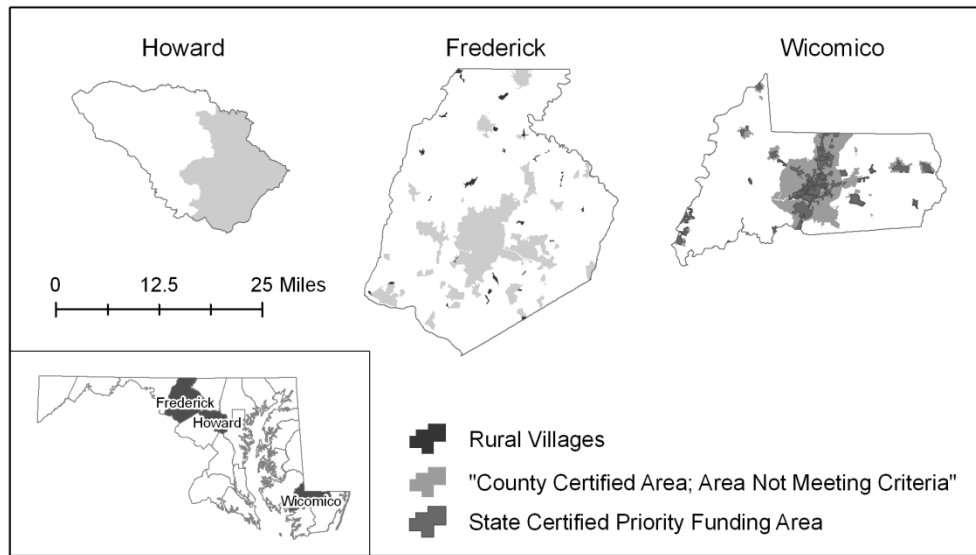 Howard
Frederick
Wicomico
0 12.5 25 Miles
Frederick
Howard
Wicomico
Rural Villages
"County Certified Area; Area Not Meeting Criteria"
State Certified Priority Funding Area